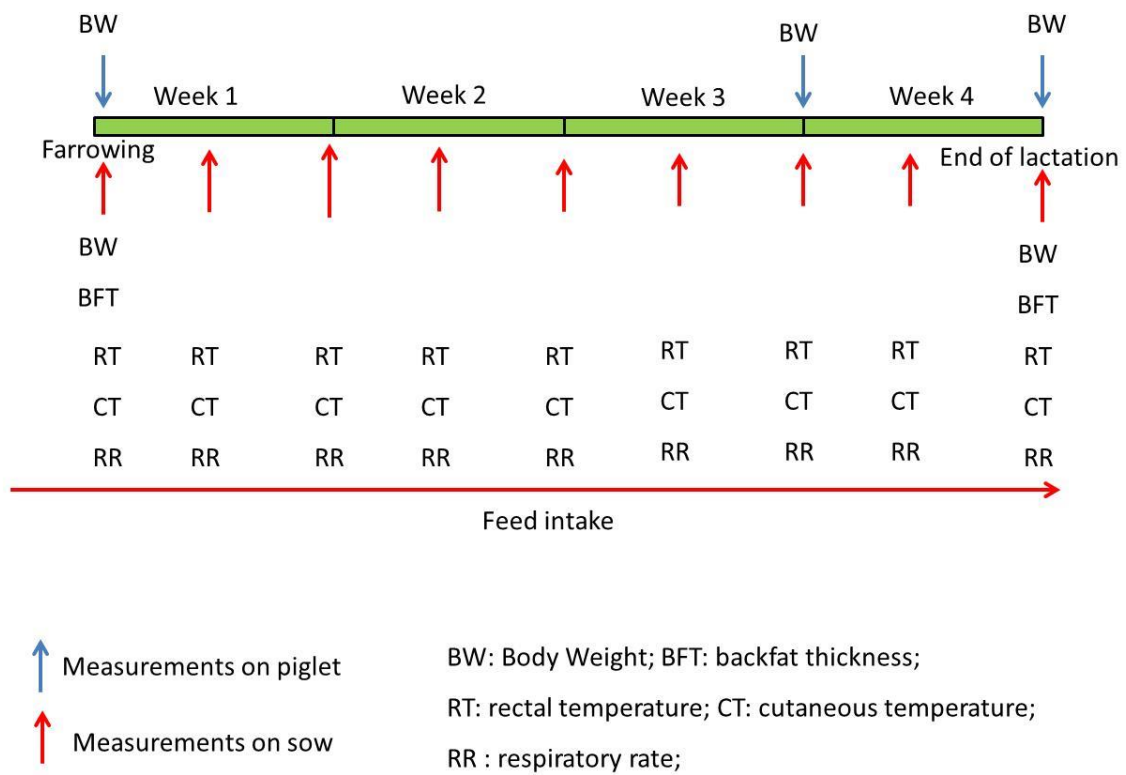 BW BW BW
Week 1 Week 2 Week 3 Week 4
Farrowing End of lactation
BW BW
BFT BFT
RT RT RT RT RT RT RT RT RT
CT CT CT CT CT CT CT CT CT
RR RR RR RR RR RR RR RR RR
Feed intake
Measurements on piglet
Measurements on sow
BW: Body Weight; BFT: backfat thickness;
RT: rectal temperature; CT: cutaneous temperature;
RR : respiratory rate;